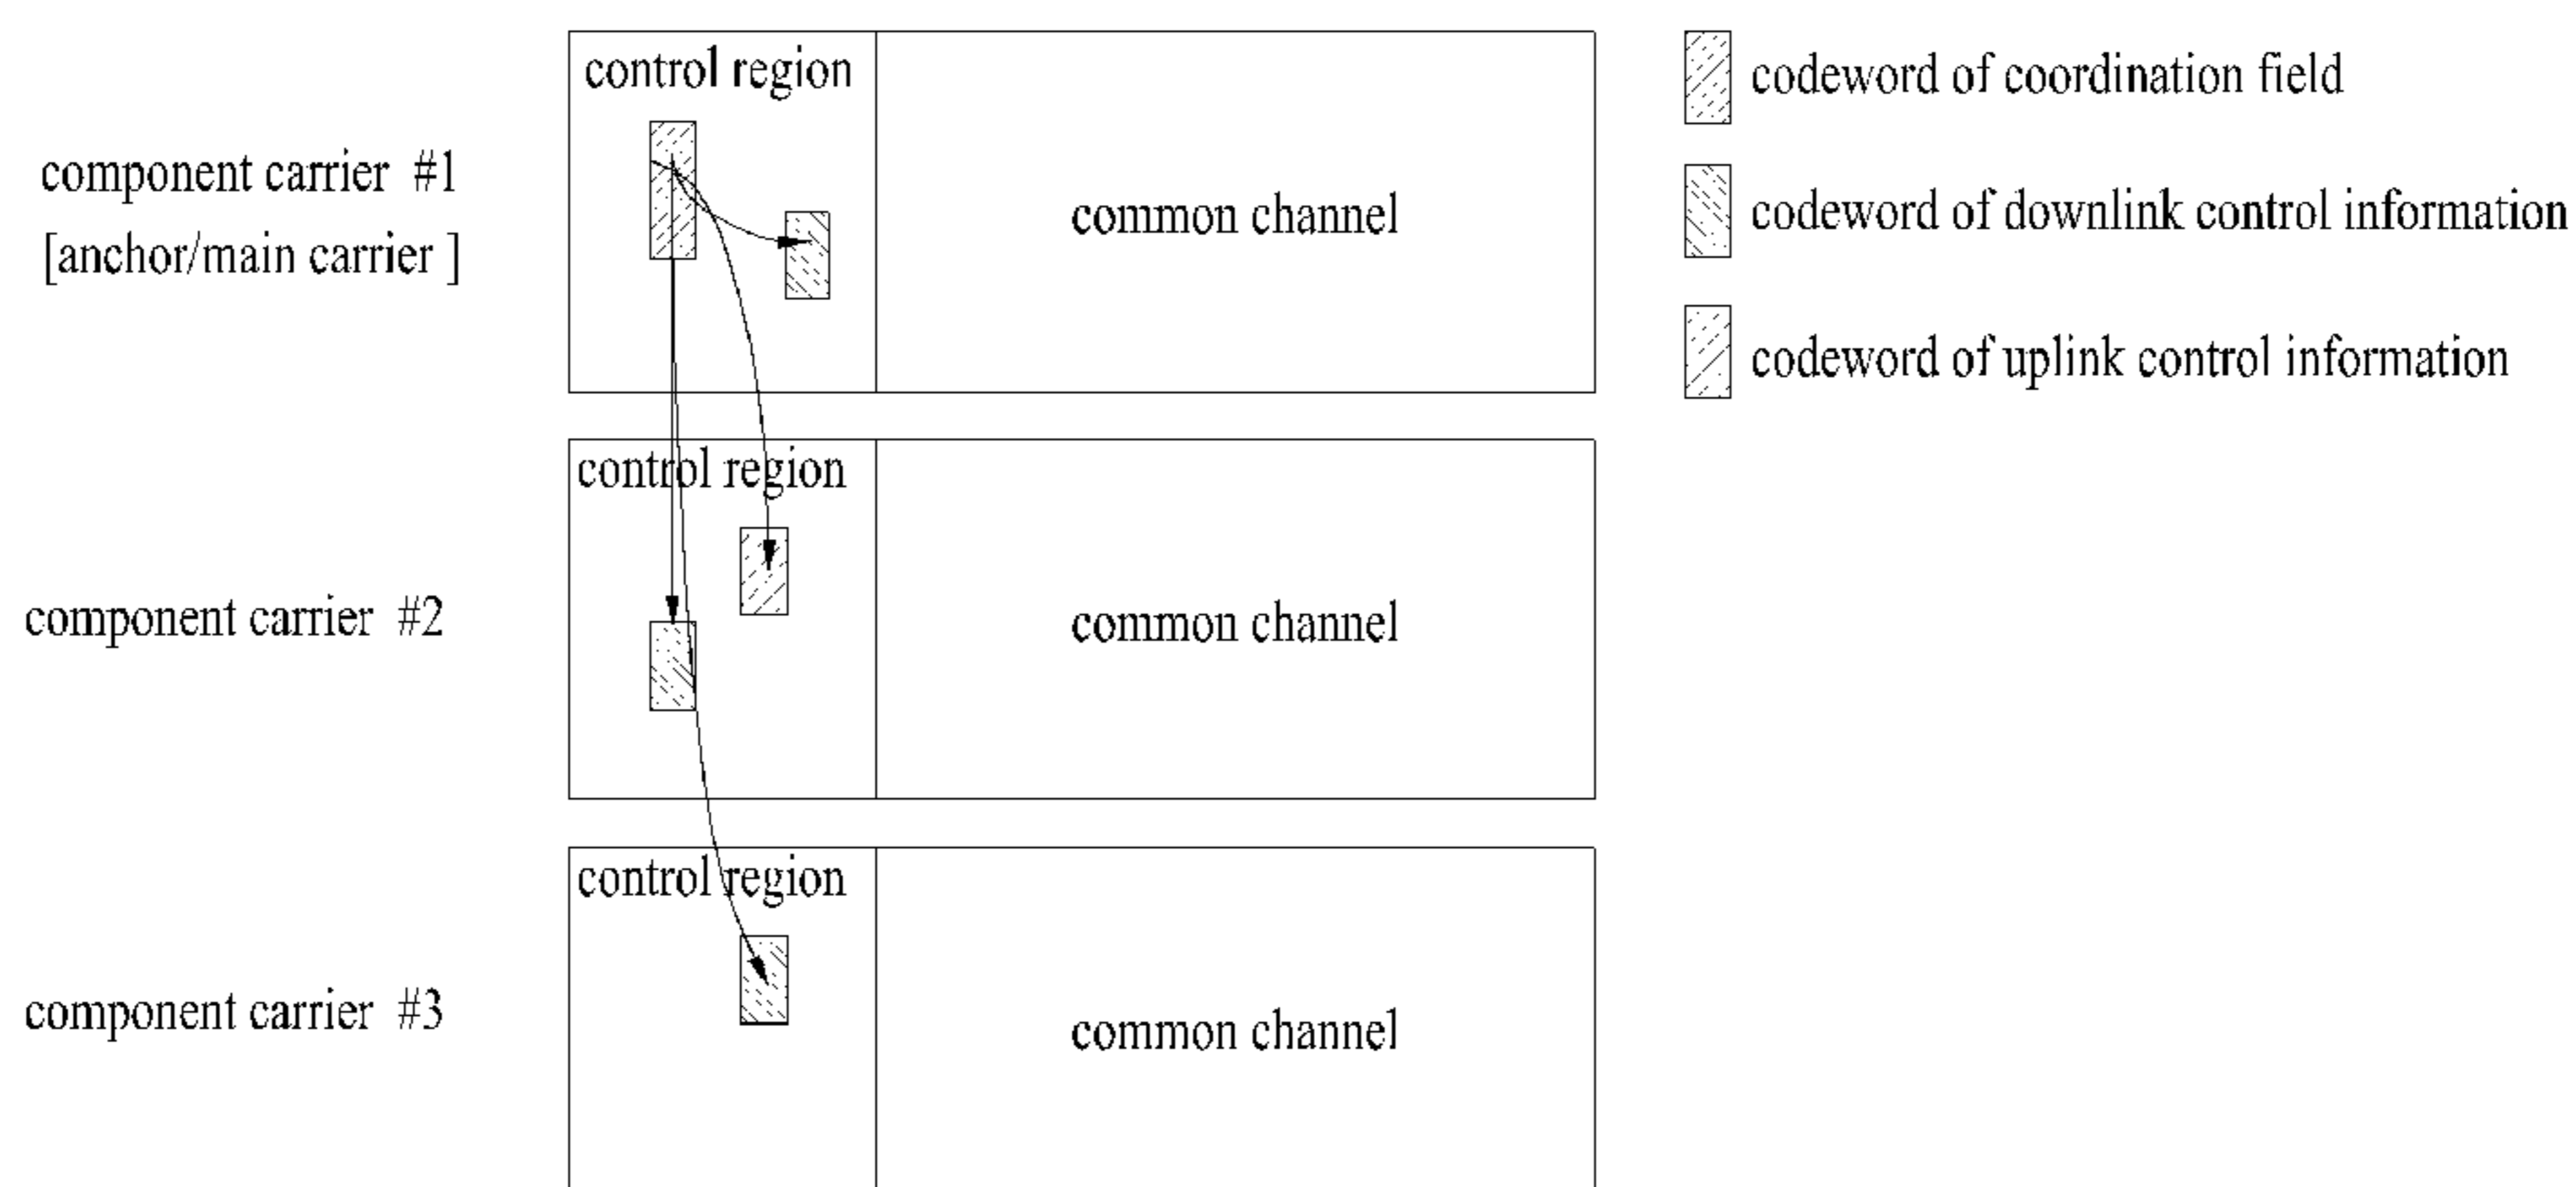 control region
component carrier #1
[anchor/main carrier ]
common channel
codeword of coordination field
codeword of downlink control information
codeword of uplink control information
control region
component carrier #2
common channel
control region
component carrier #3
common channel